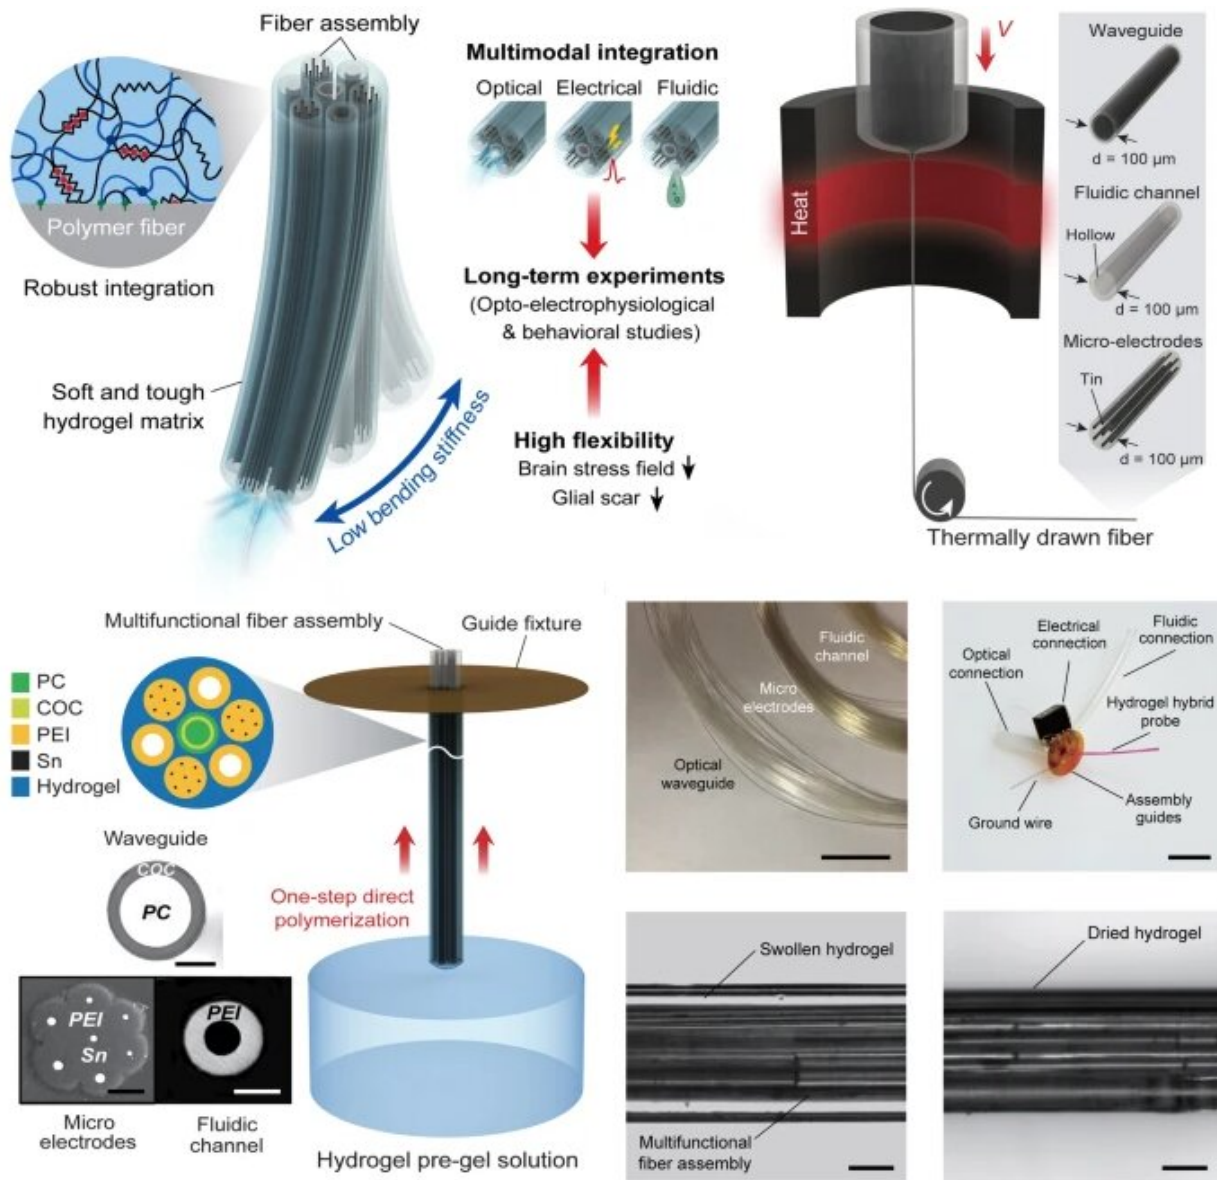 Fiber assembly
Polymer fiber
Robust integration
Soft and tough
hydrogel matrix
Low bending stiffness
Multimodal integration
Optical Electrical Fluidic
Long-term experiments
(Opto-electrophysiological
& behavioral studies)
High flexibility
Brain stress field
Glial scar
V
Heat
Thermally drawn fiber
Waveguide
d = 100 µm
Fluidic channel
Hollow
d = 100 µm
Micro-electrodes
Tin
d = 100 µm
Multifunctional fiber assembly
Guide fixture
PC
COC
PEI
Sn
Hydrogel
Waveguide
COC
PC
PEI
Sn
PEI
Micro
electrodes
Fluidic
channel
One-step direct
polymerization
Hydrogel pre-gel solution
Fluidic
channel
Micro
electrodes
Optical
waveguide
Electrical
connection
Fluidic
connection
Optical
connection
Hydrogel hybrid
probe
Assembly
guides
Ground wire
Swollen hydrogel
Multifunctional
fiber assembly
Dried hydrogel